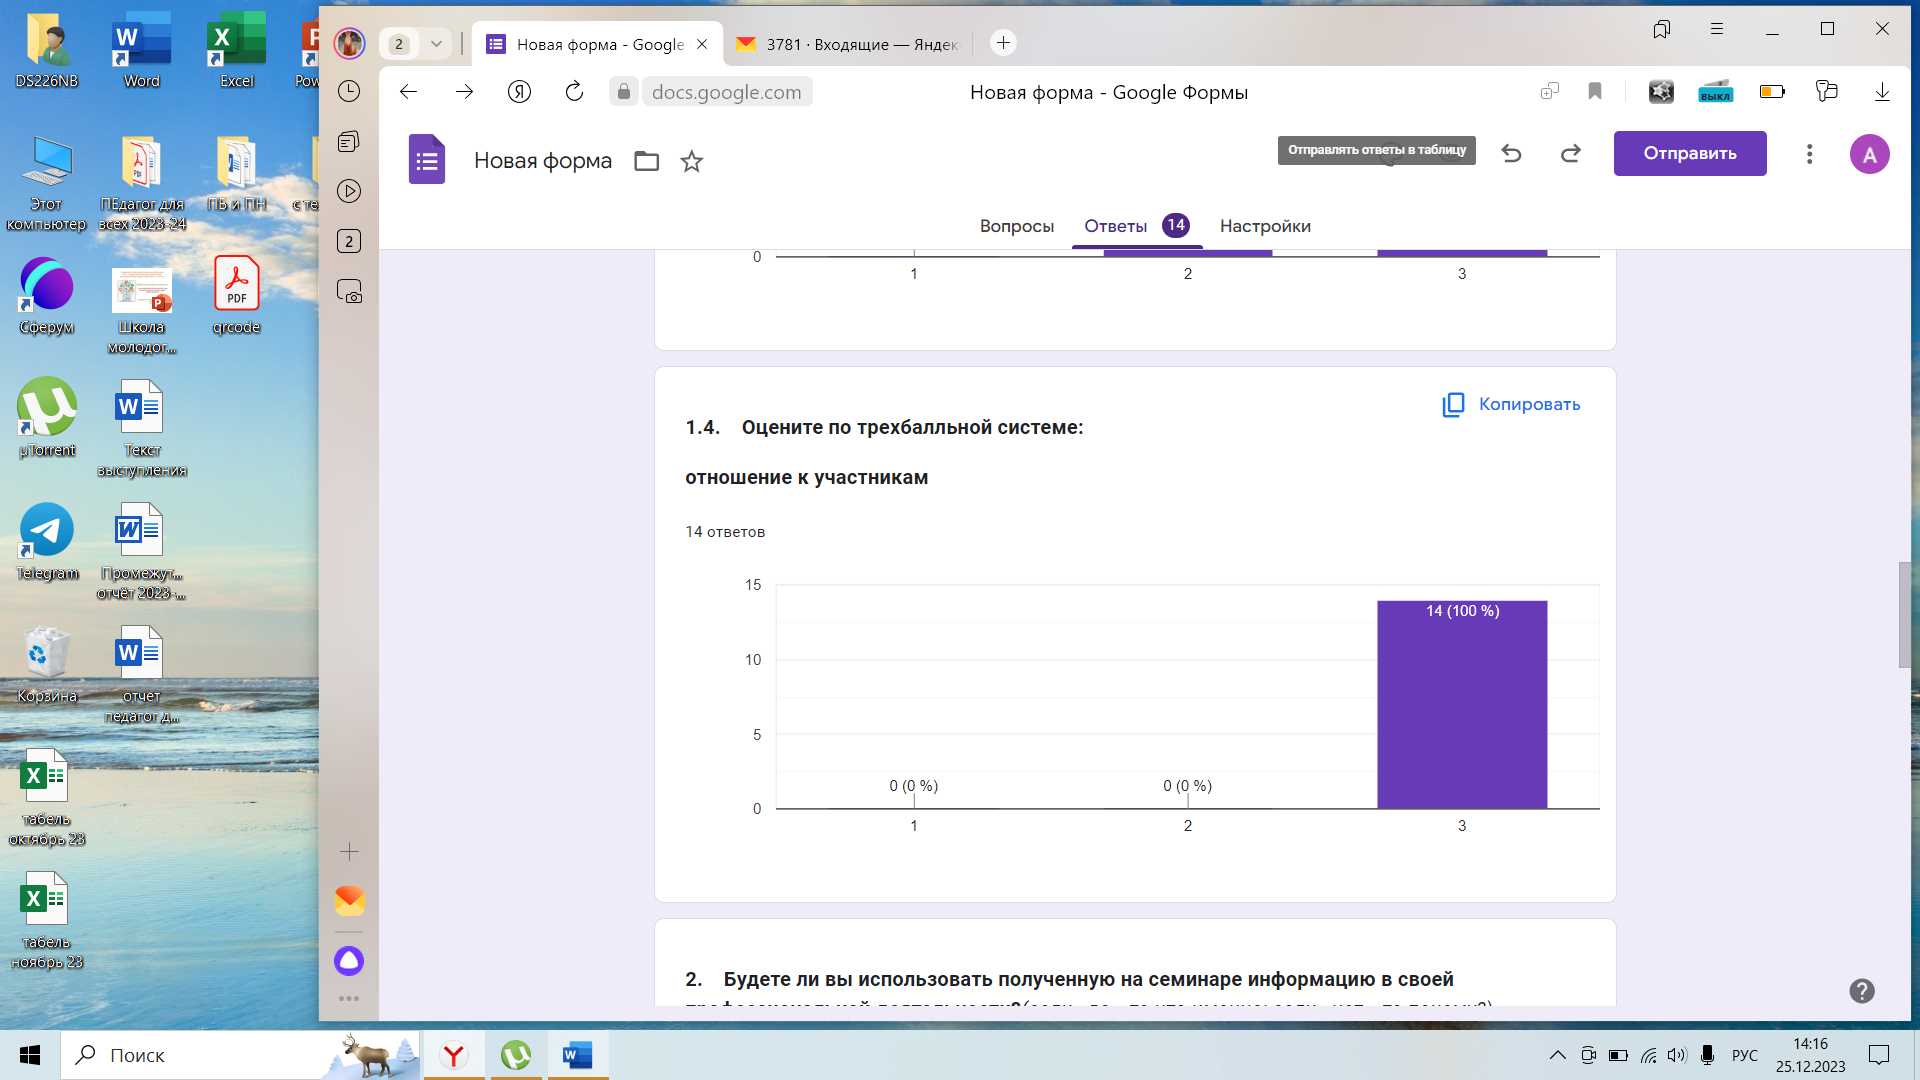 DS226NB
Word
Excel
Этот
компьютер
ПЕдагог для
всех 2023-24
ПБ и ПН
Сферум
Школа
молодог...
PDF
qrcode
µTorrent
Текст
выступления
Telegram
Промежут...
отчёт 2023-...
Корзина
отчет
педагог д...
табель
октябрь 23
табель
ноябрь 23
2
Новая форма - Google
3781 · Входящие — Яндек
docs.google.com
Новая форма - Google Формы
выкл
2
Новая форма
Отправлять ответы в таблицу
Отправить
А
Вопросы
Ответы
14
Настройки
0
1
2
3
Копировать
1.4. Оцените по трехбалльной системе:
отношение к участникам
14 ответов
15
14 (100 %)
10
5
0 (0 %)
0 (0 %)
0
1
2
3
2. Будете ли вы использовать полученную на семинаре информацию в своей
Поиск
РУС
14:16
25.12.2023